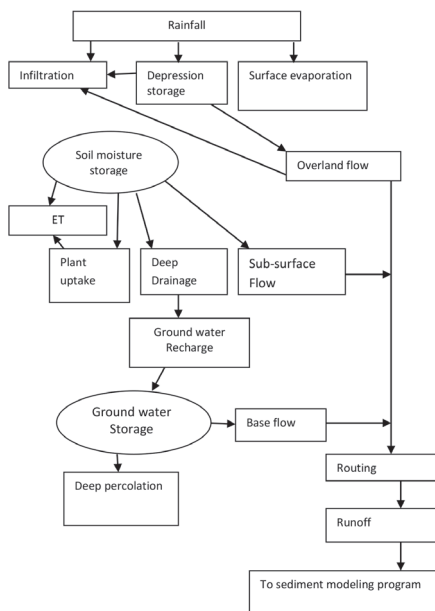 Rainfall
Infiltration
Depression
storage
Surface evaporation
Soil moisture
storage
Overland flow
ET
Plant
uptake
Deep
Drainage
Sub-surface
Flow
Ground water
Recharge
Ground water
Storage
Base flow
Deep percolation
Routing
Runoff
To sediment modeling program